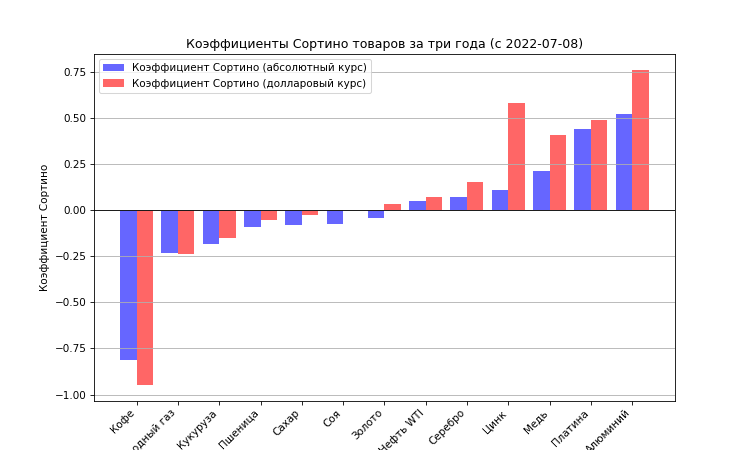 Коэффициенты Сортино товаров за три года (с 2022-07-08)
Коэффициент Сортино (абсолютный курс)
Коэффициент Сортино (долларовый курс)
Коэффициент Сортино
0.75
0.50
0.25
0.00
−0.25
−0.50
−0.75
−1.00
Кофе
одный газ
Кукуруза
Пшеница
Сахар
Соя
Золото
Нефть WTI
Серебро
Цинк
Медь
Платина
Алюминий